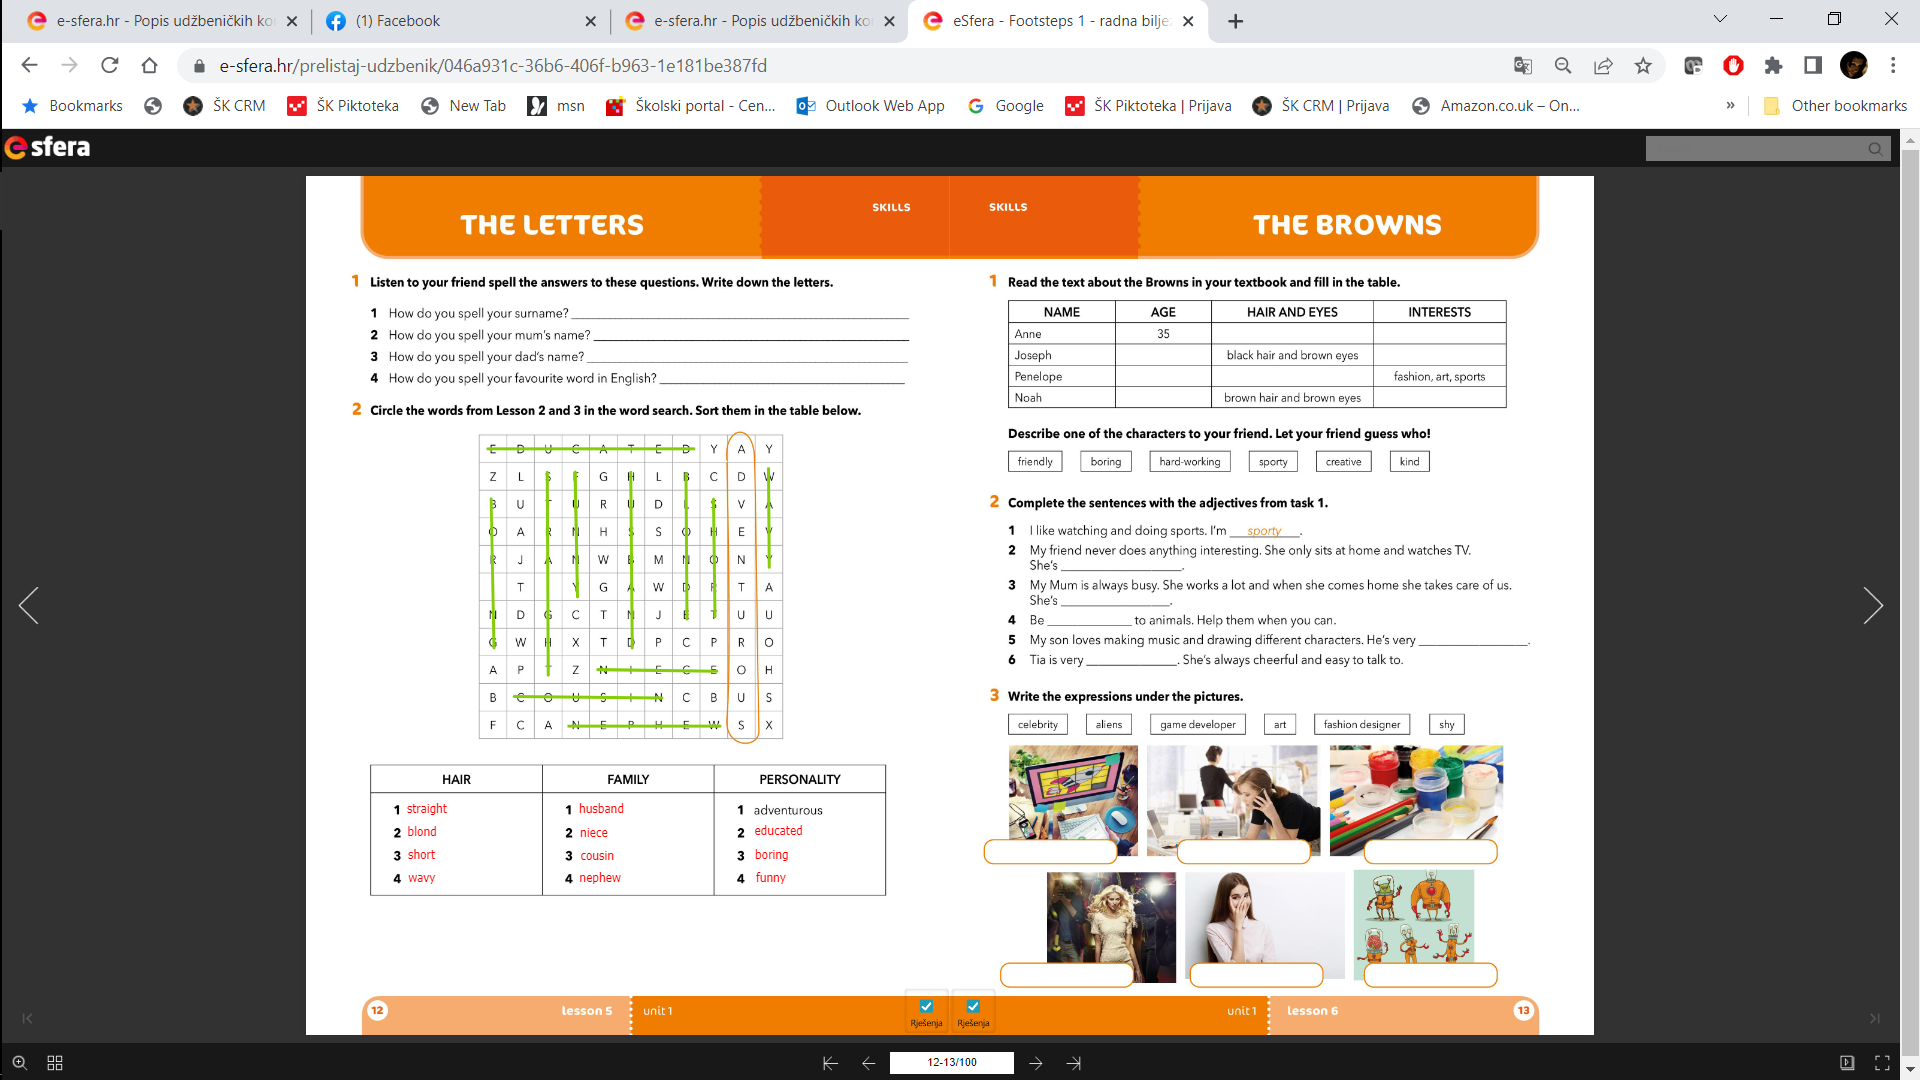 e-sfera.hr - Popis udžbeničkih ko
(1) Facebook
e-sfera.hr - Popis udžbeničkih ko
eSfera - Footsteps 1 - radna bilje
e-sfera.hr/prelistaj-udzbenik/046a931c-36b6-406f-b963-1e181be387fd
Bookmarks
ŠK CRM
ŠK Piktoteka
New Tab
msn
Školski portal - Cen...
Outlook Web App
Google
ŠK Piktoteka | Prijava
ŠK CRM | Prijava
Amazon.co.uk – On...
»
Other bookmarks
esfera
THE LETTERS
SKILLS
1 Listen to your friend spell the answers to these questions. Write down the letters.
1 How do you spell your surname?
2 How do you spell your mum's name?
3 How do you spell your dad's name?
4 How do you spell your favourite word in English?
2 Circle the words from Lesson 2 and 3 in the word search. Sort them in the table below.
E D U C A T E D Y A Y
Z L S F G H L B C D W
B U T U R U D L S V A
O A R N H S S O H E V
R J A N W B M N O N Y
T Y G A W D R T A
N D G C T N J E T U U
G W H X T D P C P R O
A P T Z N I E C E O H
B C O U S I N C B U S
F C A N E P H E W S X
HAIR FAMILY PERSONALITY
1 straight 1 husband 1 adventurous
2 blond 2 niece 2 educated
3 short 3 cousin 3 boring
4 wavy 4 nephew 4 funny
12
lesson 5
unit 1
Rješenja
SKILLS
THE BROWNS
1 Read the text about the Browns in your textbook and fill in the table.
NAME AGE HAIR AND EYES INTERESTS
Anne 35
Joseph black hair and brown eyes
Penelope fashion, art, sports
Noah brown hair and brown eyes
Describe one of the characters to your friend. Let your friend guess who!
friendly boring hard-working sporty creative kind
2 Complete the sentences with the adjectives from task 1.
1 I like watching and doing sports. I'm sporty.
2 My friend never does anything interesting. She only sits at home and watches TV.
She's .
3 My Mum is always busy. She works a lot and when she comes home she takes care of us.
She's .
4 Be to animals. Help them when you can.
5 My son loves making music and drawing different characters. He's very .
6 Tia is very . She's always cheerful and easy to talk to.
3 Write the expressions under the pictures.
celebrity aliens game developer art fashion designer shy
Rješenja
unit 1
lesson 6
13
12-13/100